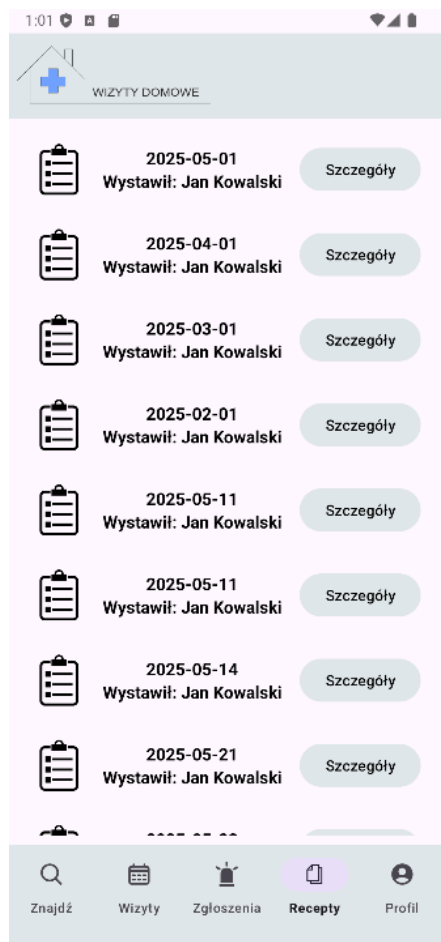 1:01
WIZYTY DOMOWE
2025-05-01
Wystawił: Jan Kowalski
Szczegóły
2025-04-01
Wystawił: Jan Kowalski
Szczegóły
2025-03-01
Wystawił: Jan Kowalski
Szczegóły
2025-02-01
Wystawił: Jan Kowalski
Szczegóły
2025-05-11
Wystawił: Jan Kowalski
Szczegóły
2025-05-11
Wystawił: Jan Kowalski
Szczegóły
2025-05-14
Wystawił: Jan Kowalski
Szczegóły
2025-05-21
Wystawił: Jan Kowalski
Szczegóły
Znajdź Wizyty Zgłoszenia Recepty Profil